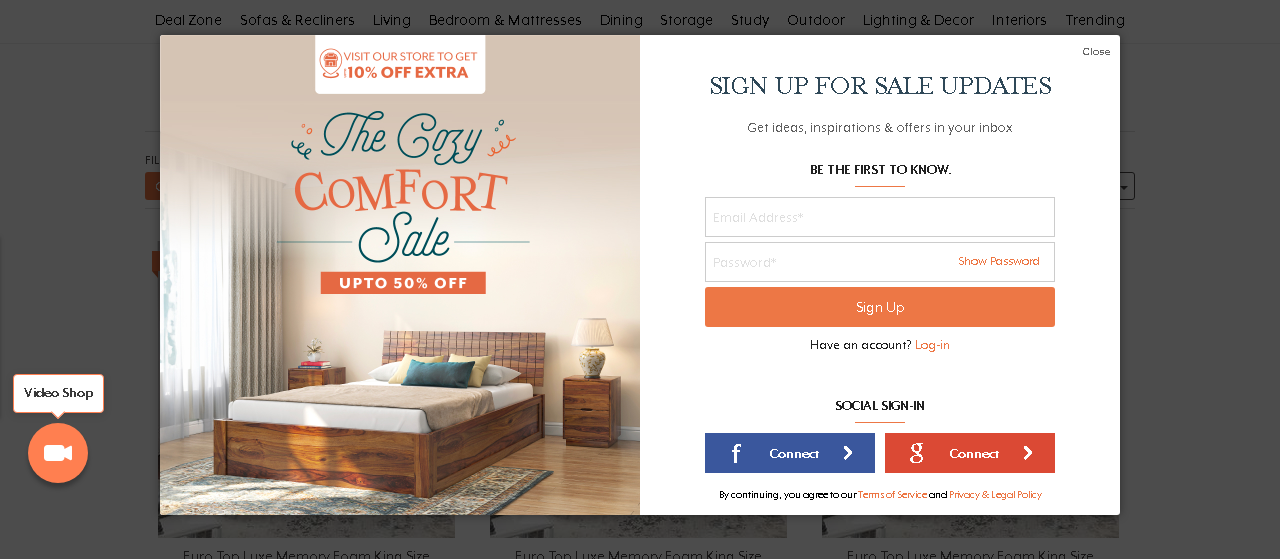 Deal Zone Sofas & Recliners Living Bedroom & Mattresses Dining Storage Study Outdoor Lighting & Decor Interiors Trending
VISIT OUR STORE TO GET
10% OFF EXTRA
The Cozy
COMFORT
Sale
UPTO 50% OFF
Close
SIGN UP FOR SALE UPDATES
Get ideas, inspirations & offers in your inbox
BE THE FIRST TO KNOW.
Email Address*
Password* Show Password
Sign Up
Have an account? Log-in
SOCIAL SIGN-IN
f Connect
g Connect
By continuing, you agree to our Terms of Service and Privacy & Legal Policy
Video Shop
Euro Top Luxe Memory Foam King Size
Euro Top Luxe Memory Foam King Size
Euro Top Luxe Memory Foam King Size